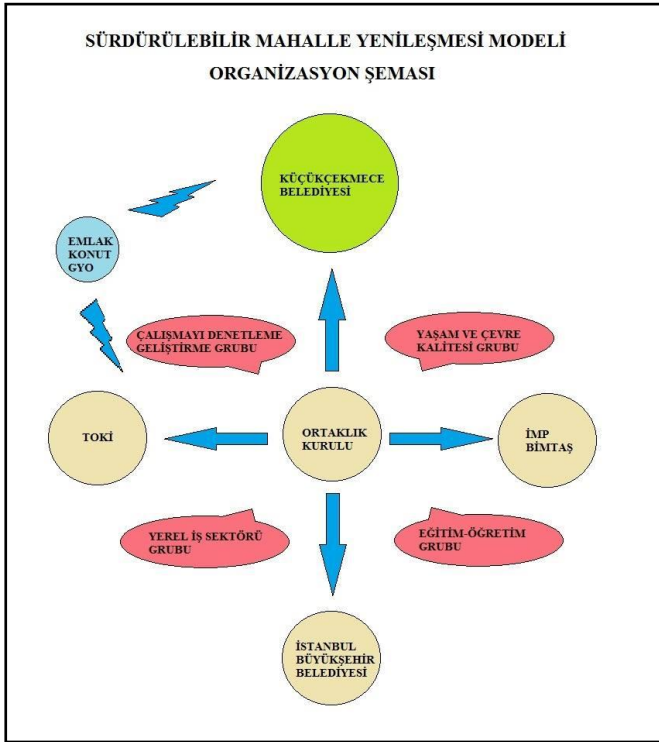 SÜRDÜRÜLEBİLİR MAHALLE YENİLEŞMESİ MODELİ
ORGANİZASYON ŞEMASI
KÜÇÜKÇEKMECE
BELEDİYESİ
EMLAK
KONUT
GYO
ÇALIŞMAYI DENETLEME
GELİŞTİRME GRUBU
YAŞAM VE ÇEVRE
KALİTESİ GRUBU
TOKİ
ORTAKLIK
KURULU
İMP
BİMTAŞ
YEREL İŞ SEKTÖRÜ
GRUBU
EĞİTİM-ÖĞRETİM
GRUBU
İSTANBUL
BÜYÜKŞEHİR
BELEDİYESİ